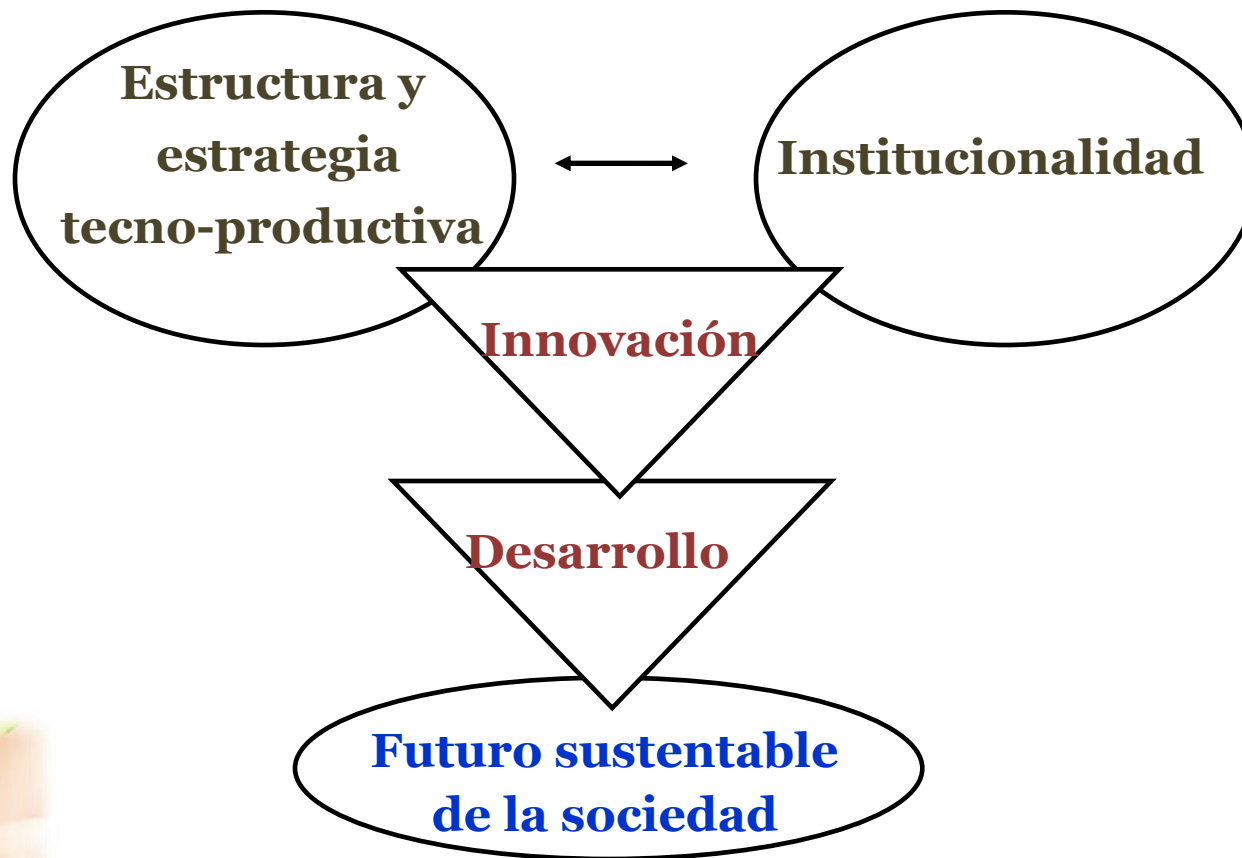 Estructura y
estrategia
tecno-productiva
Institucionalidad
Innovación
Desarrollo
Futuro sustentable
de la sociedad